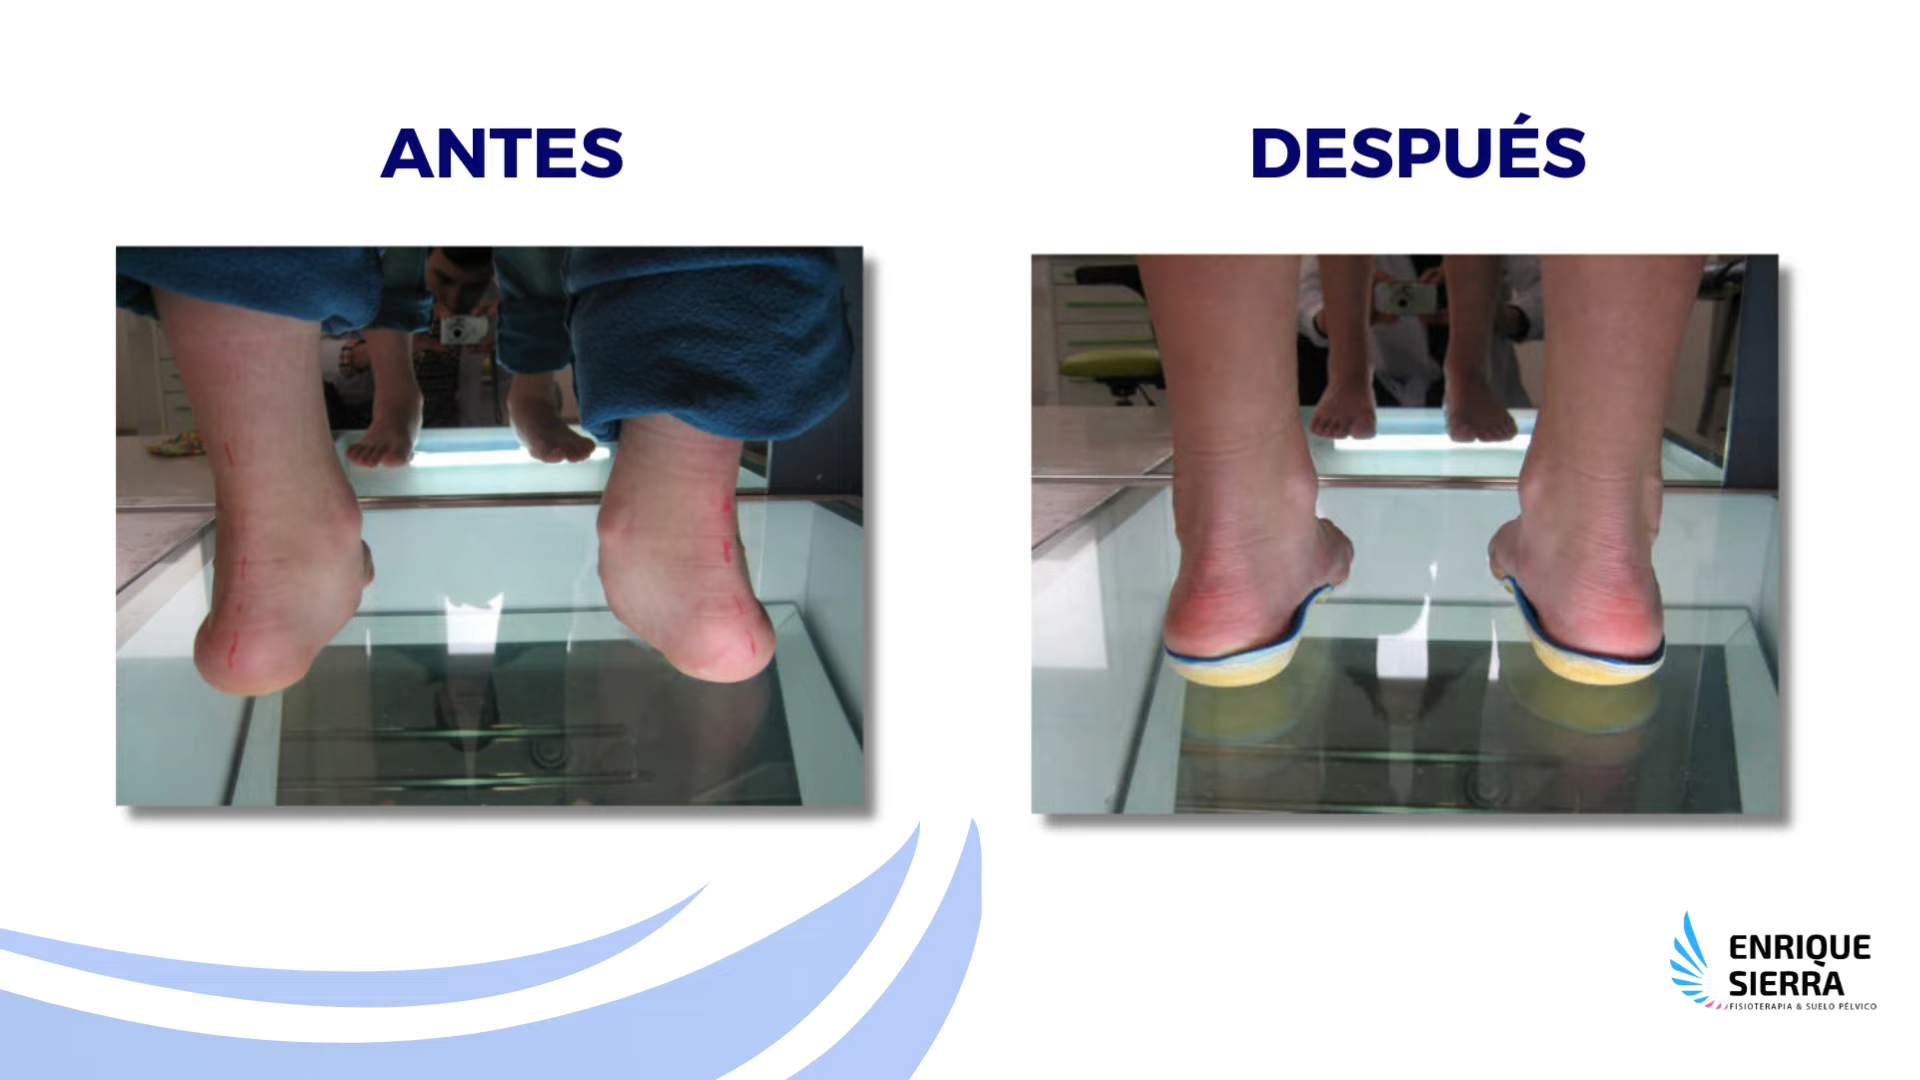 ANTES
DESPUÉS
ENRIQUE
SIERRA
FISIOTERAPIA & SUELO PÉLVICO